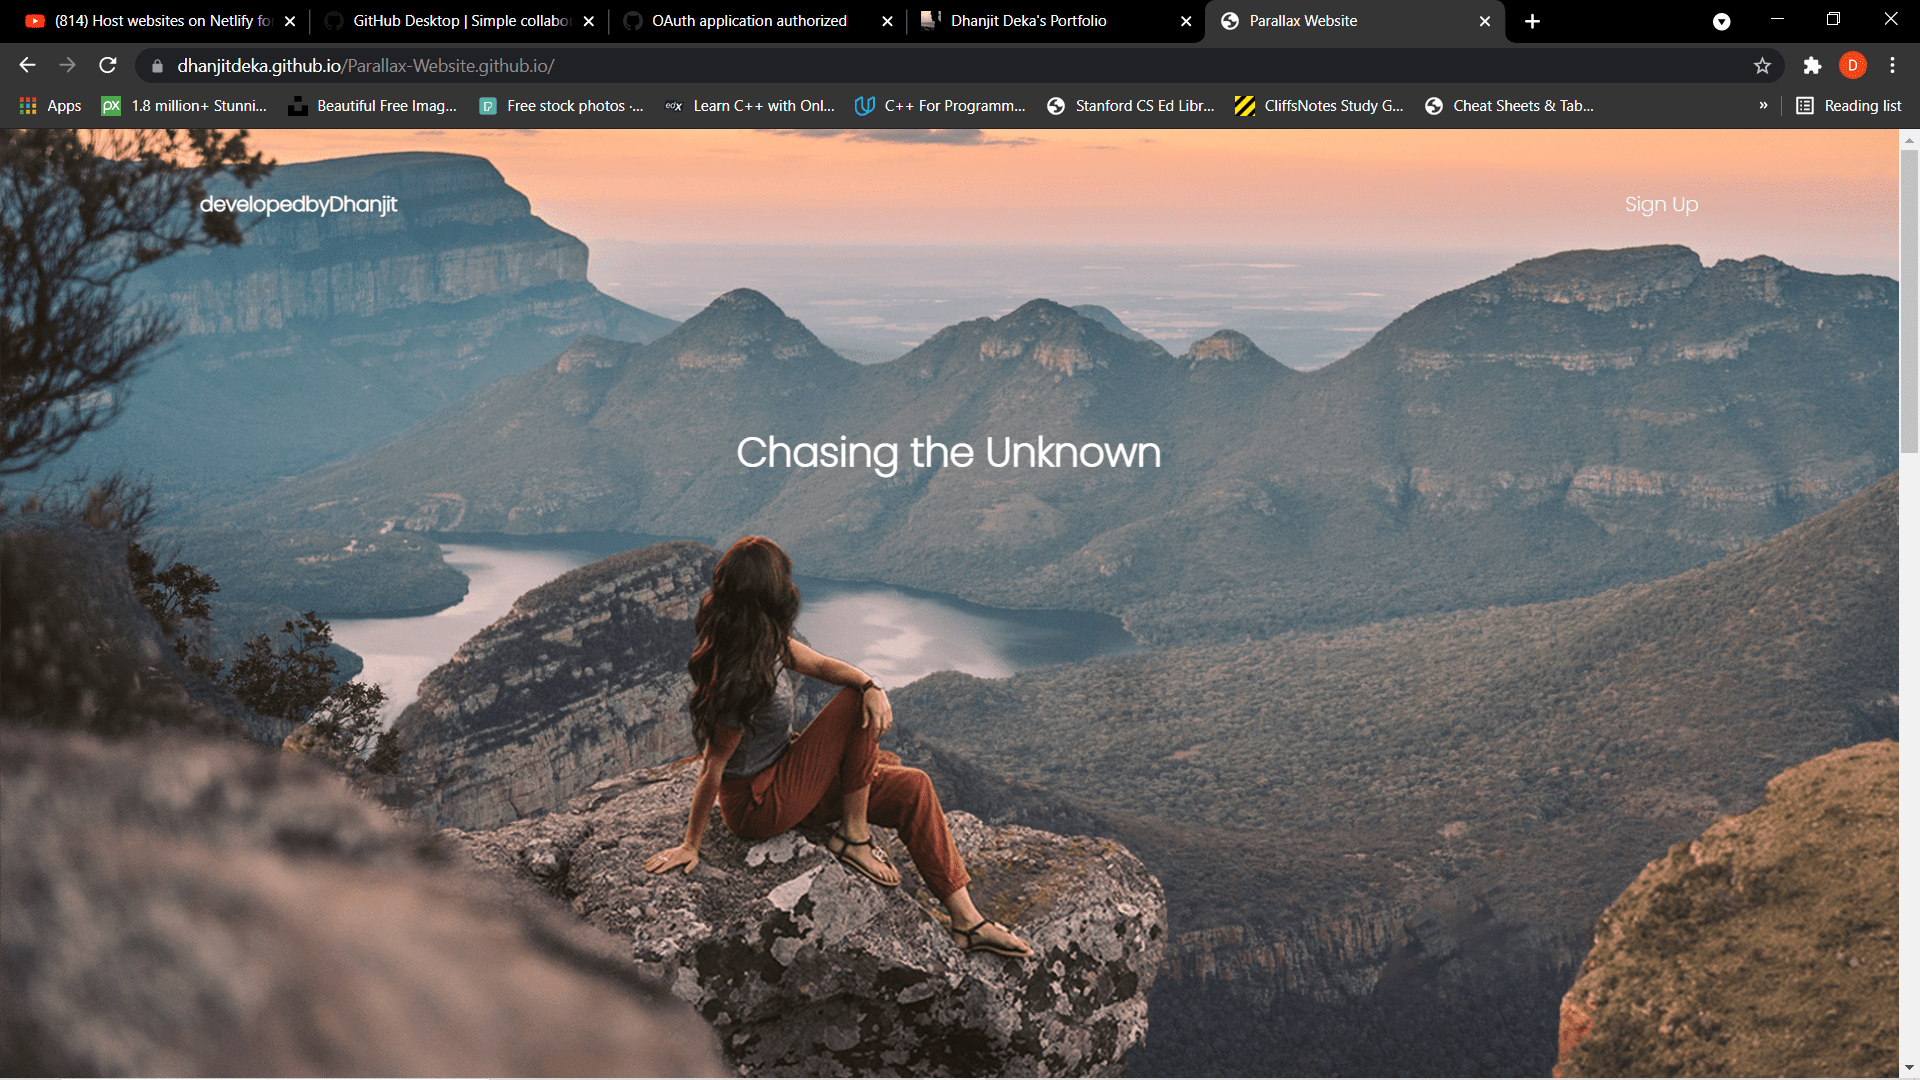 (814) Host websites on Netlify fo
GitHub Desktop | Simple collabo
OAuth application authorized
Dhanjit Deka's Portfolio
Parallax Website
dhanjitdeka.github.io/Parallax-Website.github.io/
D
Apps
px
1.8 million+ Stunni...
Beautiful Free Imag...
Free stock photos ·...
edX
Learn C++ with Onl...
C++ For Programm...
Stanford CS Ed Libr...
CliffsNotes Study G...
Cheat Sheets & Tab...
»
Reading list
developedbyDhanjit
Sign Up
Chasing the Unknown